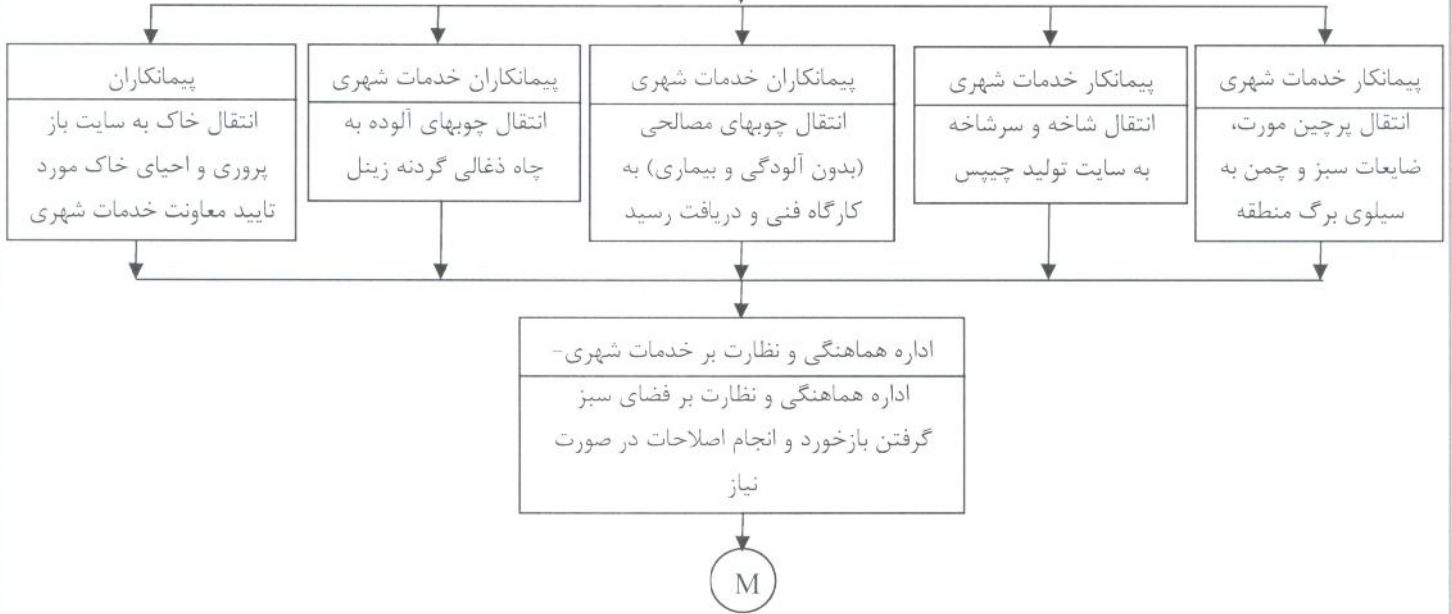 پیمانکار خدمات شهری
انتقال پرچین مورت،
ضایعات سبز و چمن به
سیلوی برگ منطقه
پیمانکار خدمات شهری
انتقال شاخه و سرشاخه
به سایت تولید چیپس
پیمانکاران خدمات شهری
انتقال چوبهای مصالحی
(بدون آلودگی و بیماری) به
کارگاه فنی و دریافت رسید
پیمانکاران خدمات شهری
انتقال چوبهای آلوده به
چاه ذغالی گردنه زینل
پیمانکاران
انتقال خاک به سایت باز
پروری و احیای خاک مورد
تایید معاونت خدمات شهری
اداره هماهنگی و نظارت بر خدمات شهری-
اداره هماهنگی و نظارت بر فضای سبز
گرفتن بازخورد و انجام اصلاحات در صورت
نیاز
M